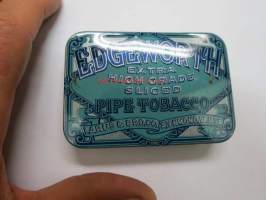 EDGEWORTH
EXTRA
HIGH GRADE
SLICED
PIPE TOBACCO